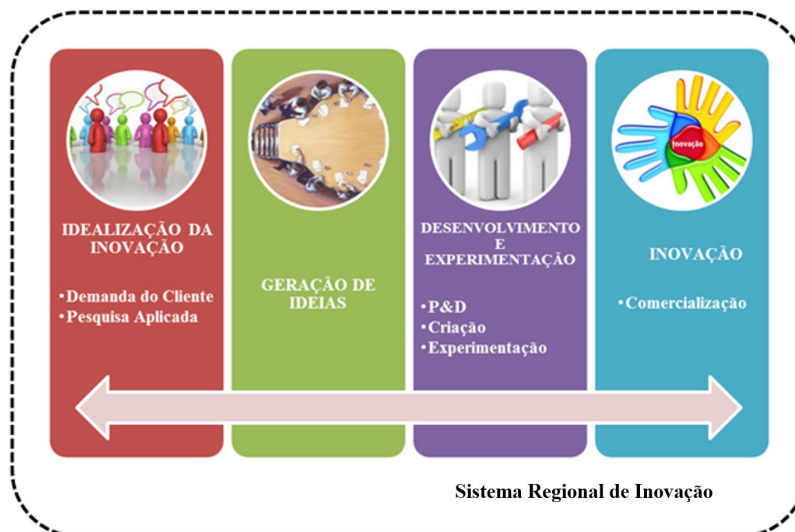 IDEALIZAÇÃO DA
INOVAÇÃO
•Demanda do Cliente
•Pesquisa Aplicada
GERAÇÃO DE
IDEIAS
DESENVOLVIMENTO
E
EXPERIMENTAÇÃO
•P&D
•Criação
•Experimentação
Inovação
INOVAÇÃO
•Comercialização
Sistema Regional de Inovação